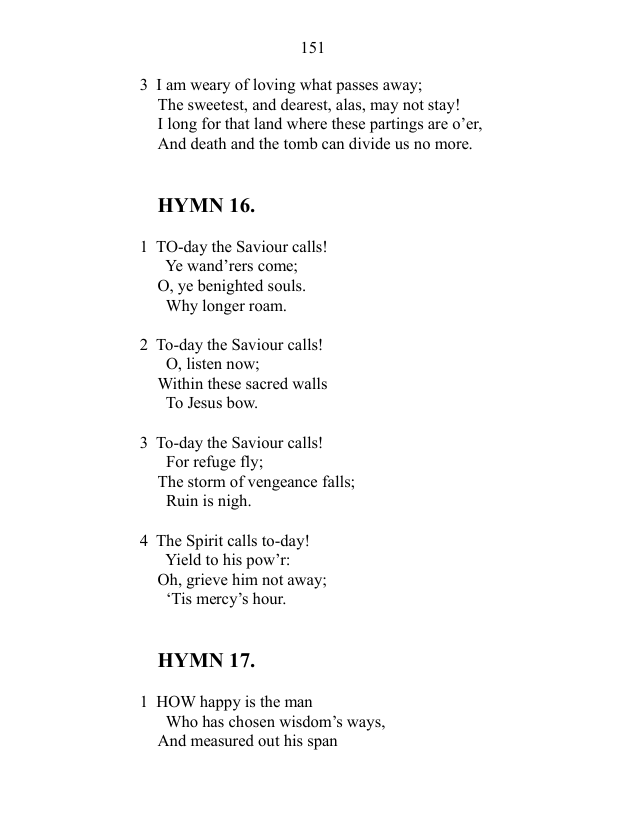 151
3 I am weary of loving what passes away;
The sweetest, and dearest, alas, may not stay!
I long for that land where these partings are o’er,
And death and the tomb can divide us no more.
HYMN 16.
1 TO-day the Saviour calls!
Ye wand’rers come;
O, ye benighted souls.
Why longer roam.
2 To-day the Saviour calls!
O, listen now;
Within these sacred walls
To Jesus bow.
3 To-day the Saviour calls!
For refuge fly;
The storm of vengeance falls;
Ruin is nigh.
4 The Spirit calls to-day!
Yield to his pow’r:
Oh, grieve him not away;
‘Tis mercy’s hour.
HYMN 17.
1 HOW happy is the man
Who has chosen wisdom’s ways,
And measured out his span